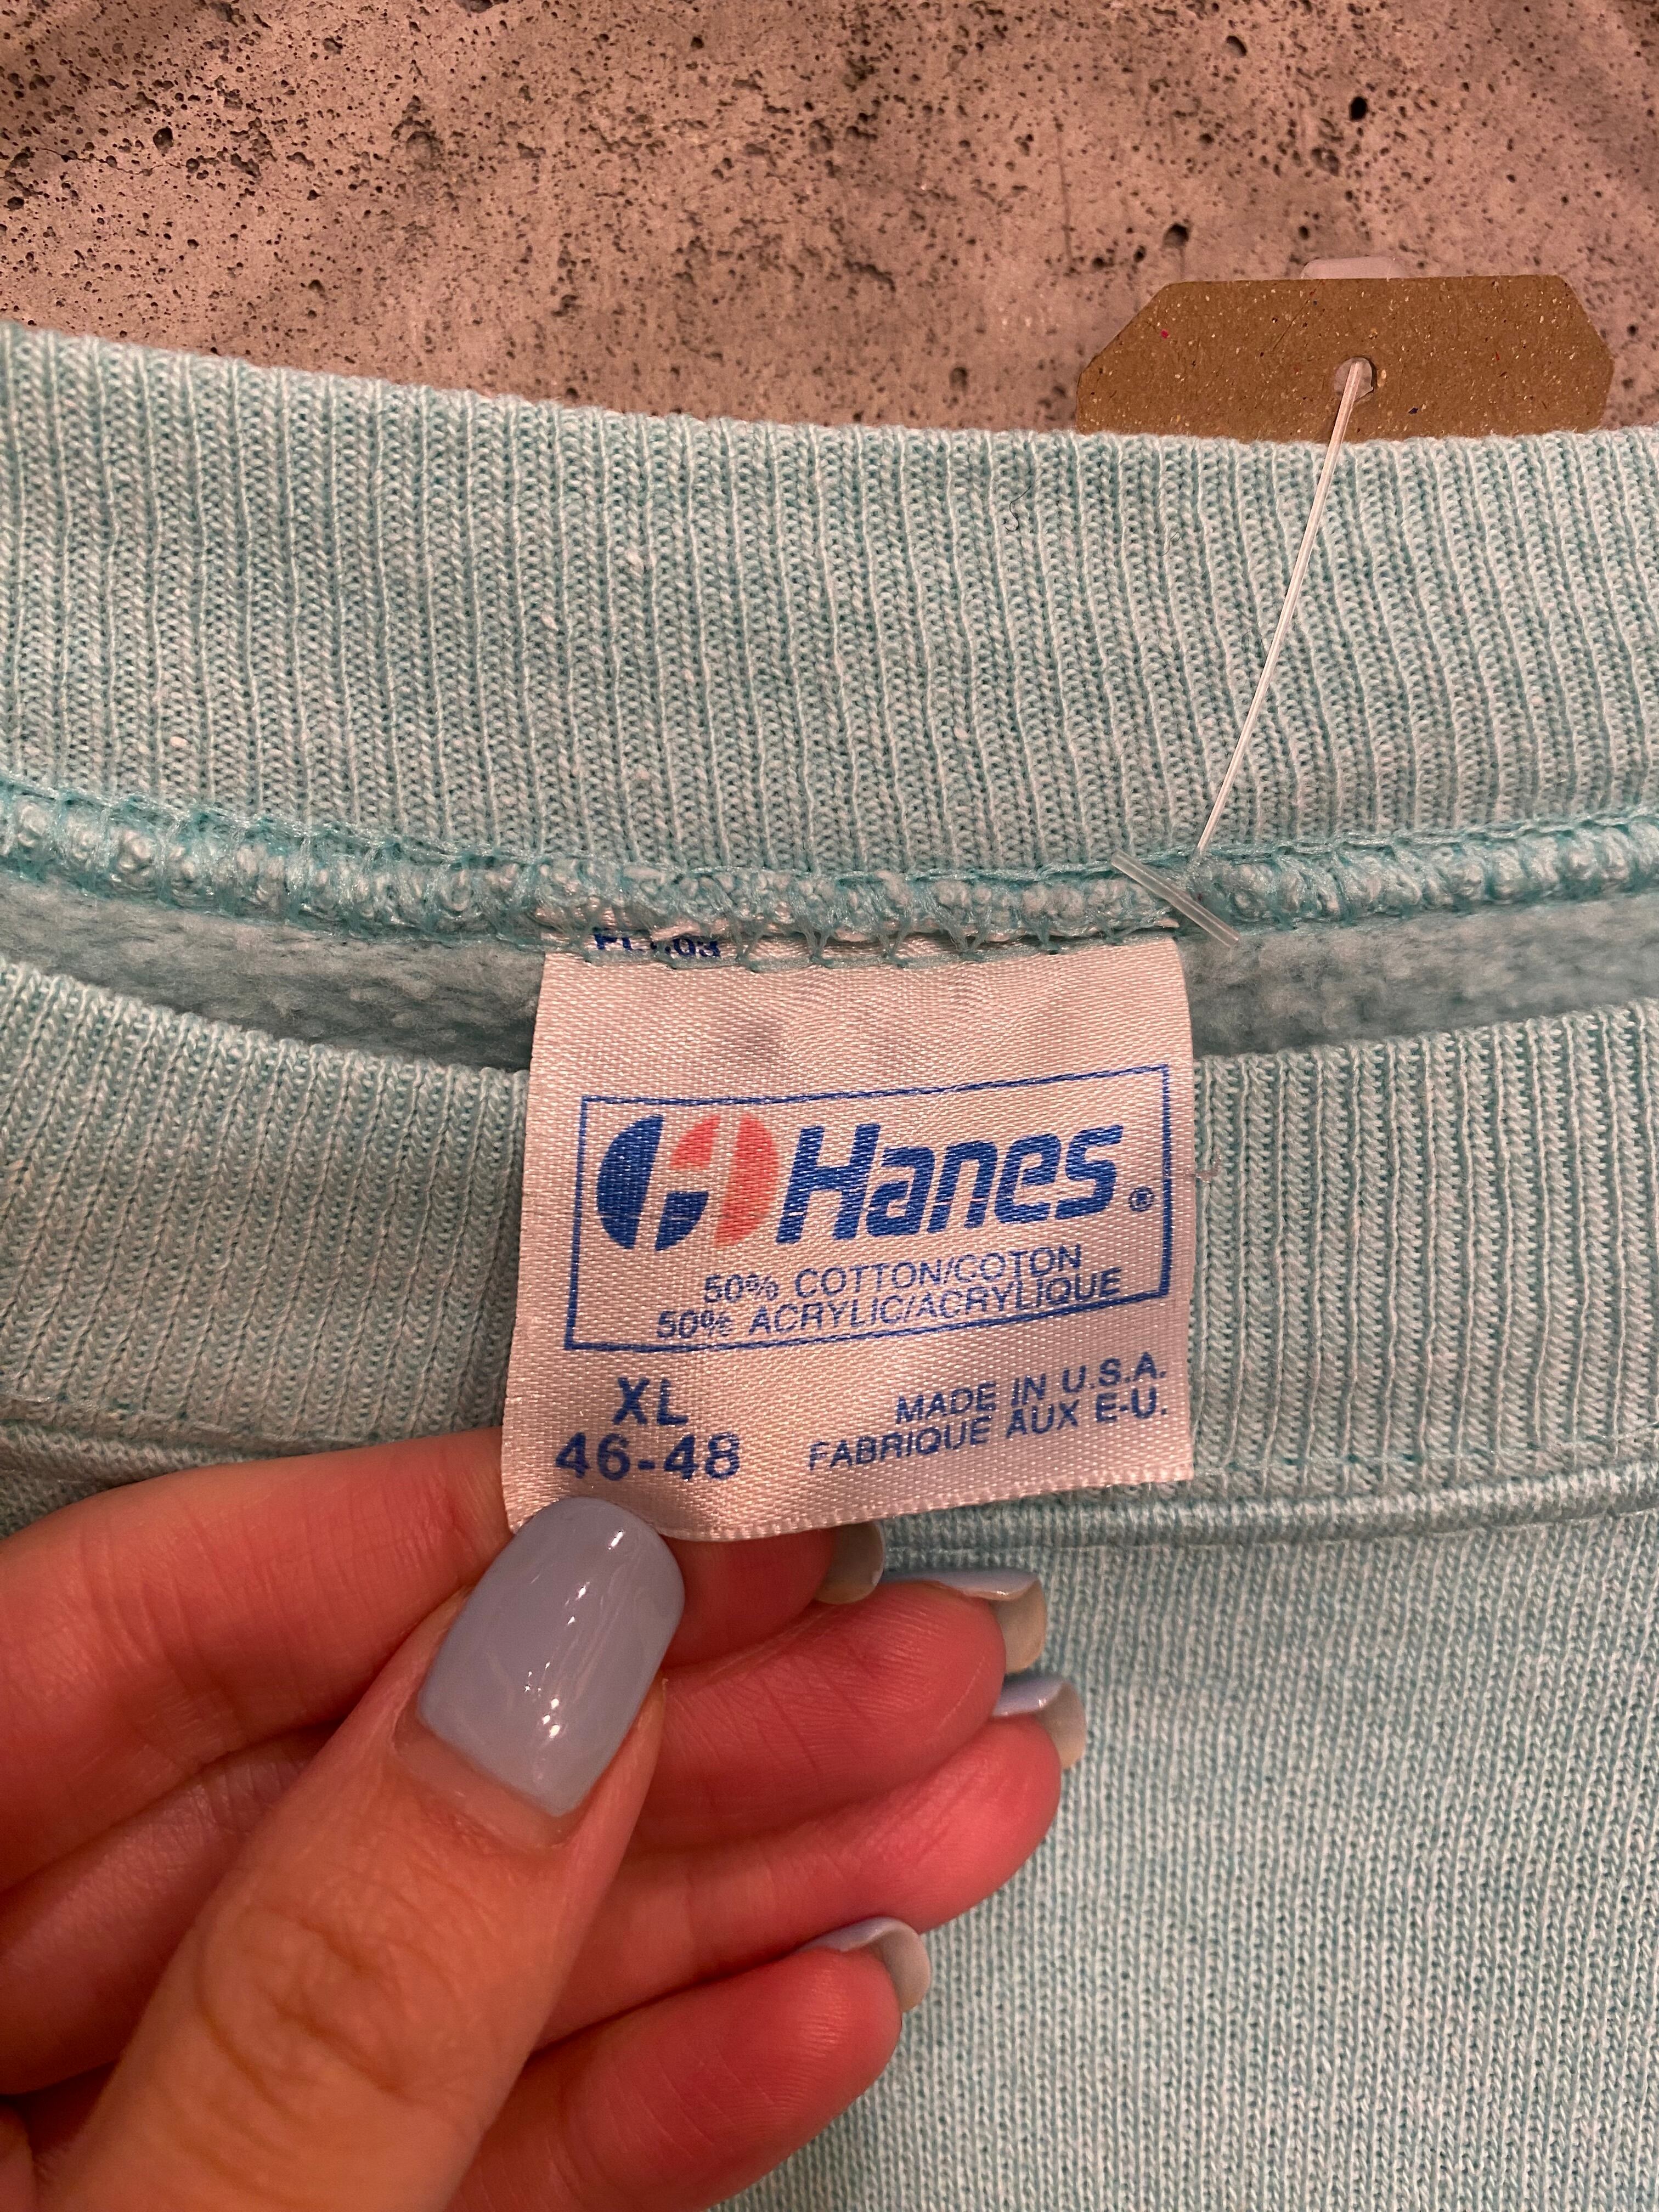 Hanes®
50% COTTON/COTON
50% ACRYLIC/ACRYLIQUE
XL
46-48
MADE IN U.S.A.
FABRIQUE AUX E-U.